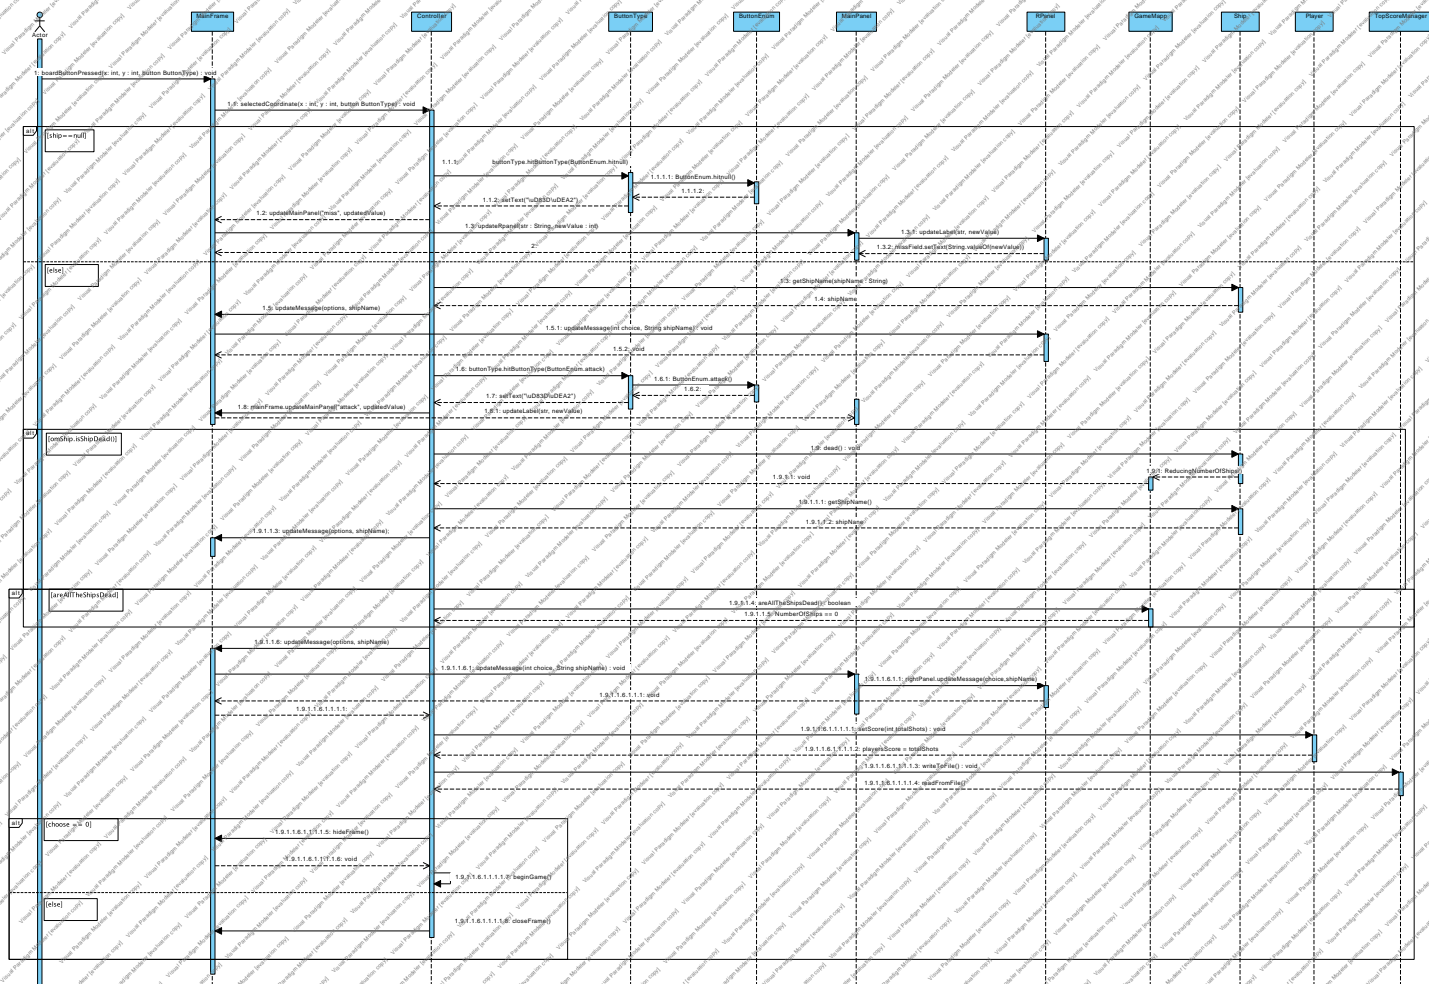 MainFrame
Controller
ButtonType
ButtonEnum
MainPanel
RPanel
GameMapp
Ship
Player
TopScoreManager
Actor
1: boardButtonPressed(x: int, y : int, button ButtonType) : void
1.1: selectedCoordinate(x : int, y : int, button ButtonType) : void
alt
[ship==null]
1.1.1: buttonType.hitButtonType(ButtonEnum.hitnull)
1.1.1.1: ButtonEnum.hitnull()
1.1.1.2:
1.1.2: setText("\uD83D\uDEA2")
1.2: updateMainPanel("miss", updatedValue)
1.3: updateRpanel(str : String, newValue : int)
1.3.1: updateLabel(str, newValue)
2:
1.3.2: missField.setText(String.valueOf(newValue))
[else]
1.3: getShipName(shipName : String)
1.4: shipName
1.5: updateMessage(options, shipName)
1.5.1: updateMessage(int choice, String shipName) : void
1.5.2: void
1.6: buttonType.hitButtonType(ButtonEnum.attack)
1.6.1: ButtonEnum.attack()
1.6.2:
1.7: setText("\uD83D\uDEA2")
1.8: mainFrame.updateMainPanel("attack", updatedValue)
1.8.1: updateLabel(str, newValue)
alt
[omShip.isShipDead()]
1.9: dead() : void
1.9.1: ReducingNumberOfShips()
1.9.1.1: void
1.9.1.1.1: getShipName()
1.9.1.1.2: shipName
1.9.1.1.3: updateMessage(options, shipName);
alt
[areAllTheShipsDead]
1.9.1.1.4: areAllTheShipsDead() : boolean
1.9.1.1.5: NumberOfShips == 0
1.9.1.1.6: updateMessage(options, shipName)
1.9.1.1.6.1: updateMessage(int choice, String shipName) : void
1.9.1.1.6.1.1: rightPanel.updateMessage(choice,shipName)
1.9.1.1.6.1.1.1: void
1.9.1.1.6.1.1.1.1:
1.9.1.1.6.1.1.1.1.1: setScore(int totalShots) : void
1.9.1.1.6.1.1.1.1.2: playersScore = totalShots
1.9.1.1.6.1.1.1.1.3: writeToFile() : void
1.9.1.1.6.1.1.1.1.4: readFromFile()
alt
[choose == 0]
1.9.1.1.6.1.1.1.1.5: hideFrame()
1.9.1.1.6.1.1.1.1.6: void
1.9.1.1.6.1.1.1.1.7: beginGame()
[else]
1.9.1.1.6.1.1.1.1.8: closeFrame()
Visual Paradigm Modeler [evaluation copy]